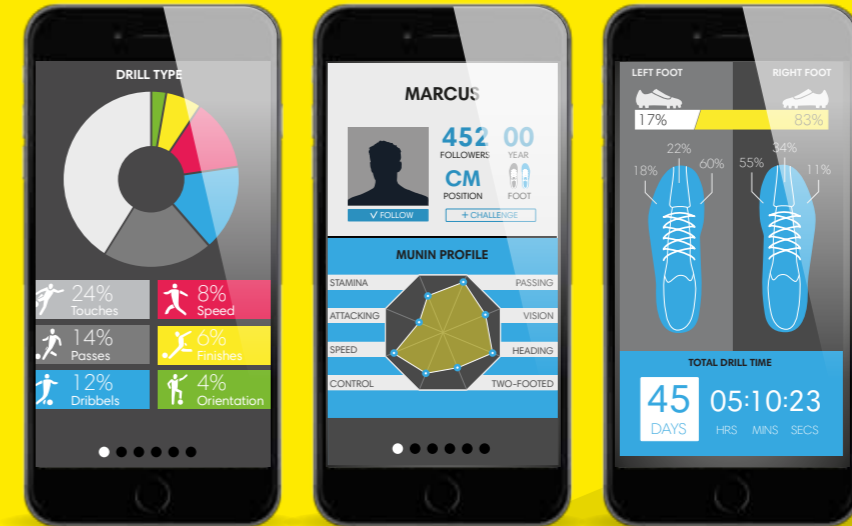 DRILL TYPE
24%
Touches
8%
Speed
14%
Passes
6%
Finishes
12%
Dribbels
4%
Orientation
MARCUS
452
FOLLOWERS
00
YEAR
CM
POSITION
FOOT
✓ FOLLOW
+ CHALLENGE
MUNIN PROFILE
STAMINA
PASSING
ATTACKING
VISION
SPEED
HEADING
CONTROL
TWO-FOOTED
LEFT FOOT
RIGHT FOOT
17%
83%
18%
22%
60%
55%
34%
11%
TOTAL DRILL TIME
45
DAYS
05:10:23
HRS MINS SECS